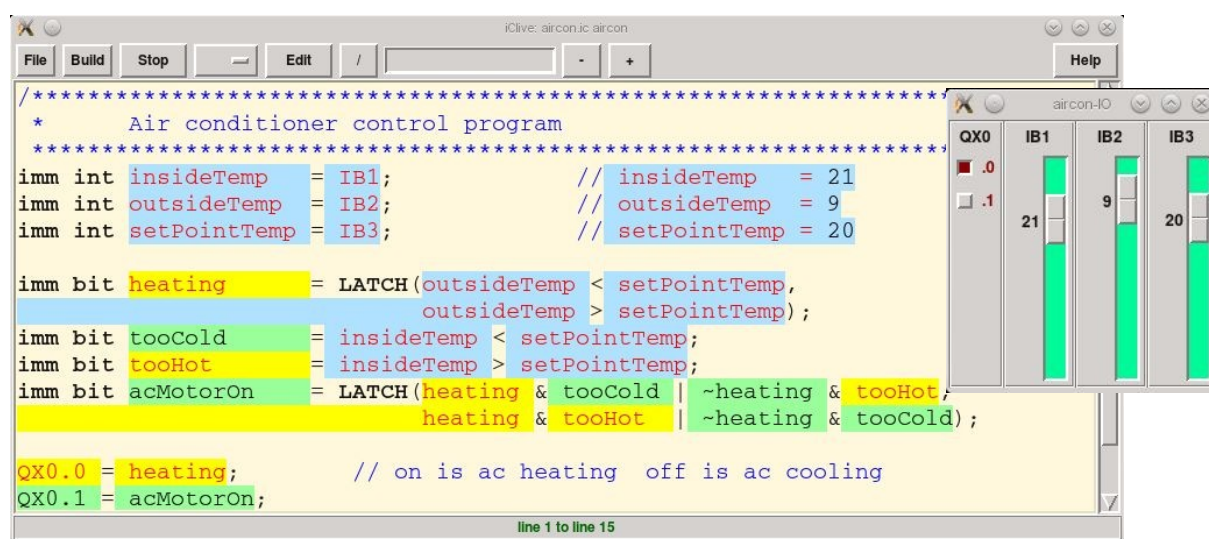 iClive: aircon.ic aircon
File Build Stop Edit / - + Help
/*******************************************************************
 *      Air conditioner control program
 *******************************************************************
imm int insideTemp   = IB1;             // insideTemp   = 21
imm int outsideTemp  = IB2;             // outsideTemp  = 9
imm int setPointTemp = IB3;             // setPointTemp = 20
imm bit heating      = LATCH(outsideTemp < setPointTemp,
                             outsideTemp > setPointTemp);
imm bit tooCold      = insideTemp < setPointTemp;
imm bit tooHot       = insideTemp > setPointTemp;
imm bit acMotorOn    = LATCH(heating & tooCold | ~heating & tooHot,
                             heating & tooHot  | ~heating & tooCold);
QX0.0 = heating;        // on is ac heating  off is ac cooling
QX0.1 = acMotorOn;
line 1 to line 15
aircon-IO
QX0 IB1 IB2 IB3
.0
.1
21
9
20